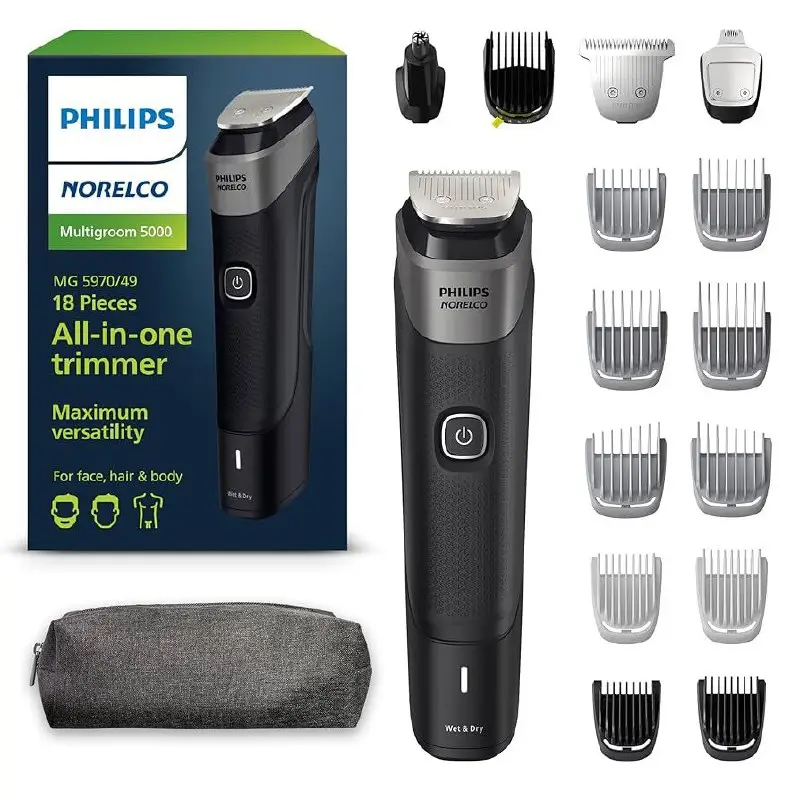 PHILIPS
NORELCO
Multigroom 5000
MG 5970/49
18 Pieces
All-in-one
trimmer
Maximum
versatility
For face, hair & body
PHILIPS
NORELCO
Wet & Dry
PHILIPS
NORELCO
Wet & Dry